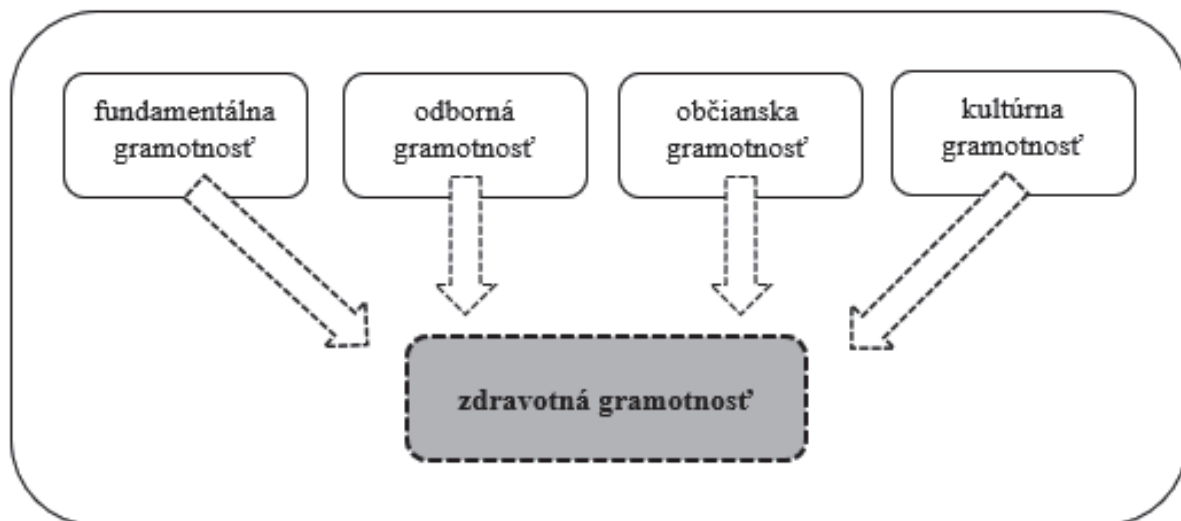 fundamentálna
gramotnosť
odborná
gramotnosť
občianska
gramotnosť
kultúrna
gramotnosť
zdravotná gramotnosť